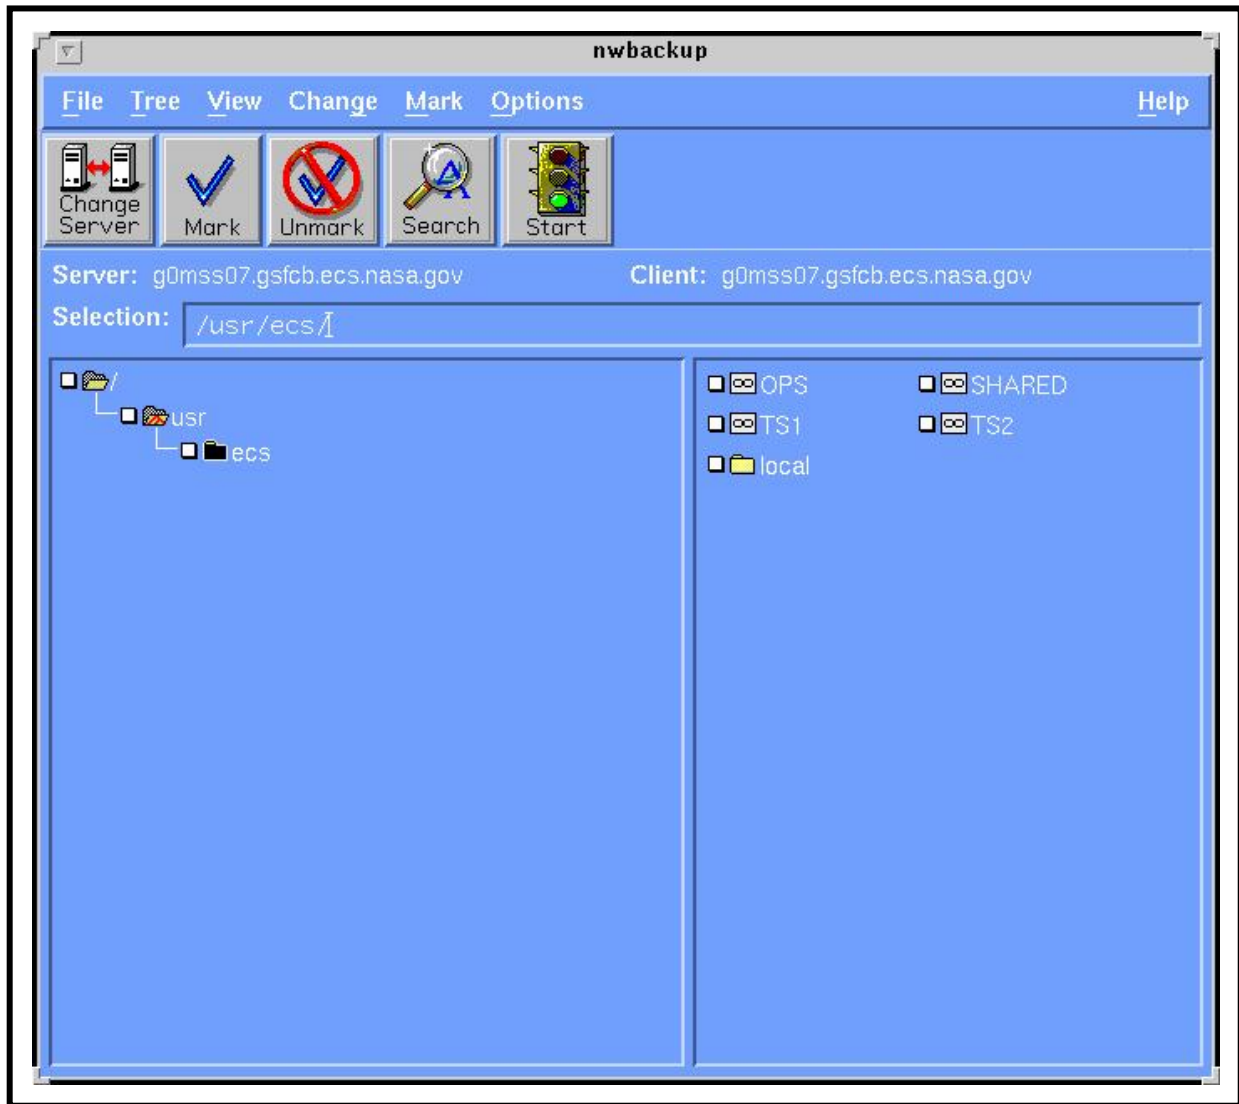 nwbackup
File Tree View Change Mark Options Help
Change Server Mark Unmark Search Start
Server: g0mss07.gsfcb.ecs.nasa.gov Client: g0mss07.gsfcb.ecs.nasa.gov
Selection: /usr/ecs/
/
usr
ecs
OPS SHARED
TS1 TS2
local